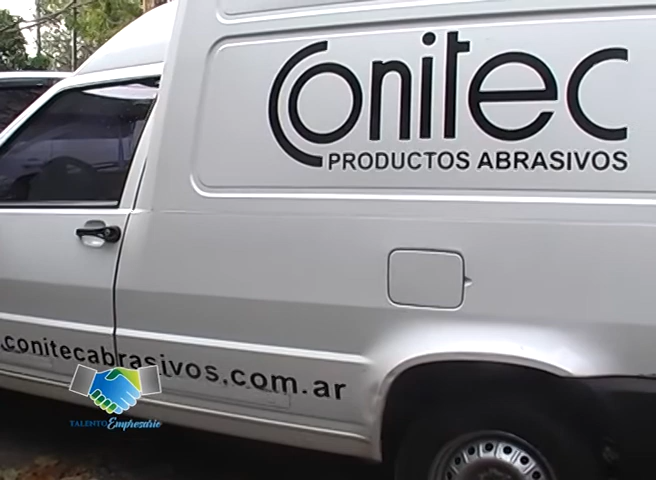 Conitec
PRODUCTOS ABRASIVOS
.conitecabrasivos.com.ar
TALENTO Empresario